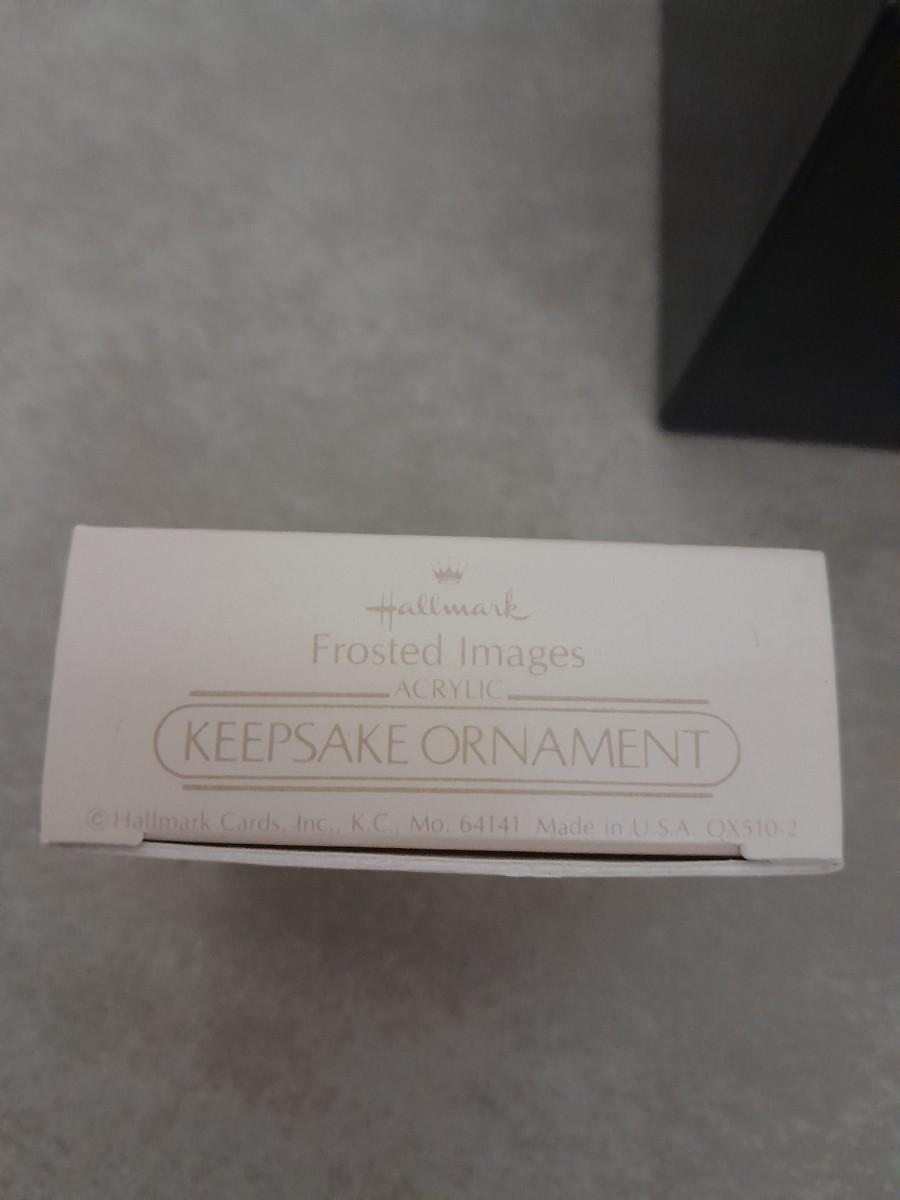 Hallmark
Frosted Images
ACRYLIC
KEEPSAKE ORNAMENT
© Hallmark Cards, Inc., K.C., Mo. 64141 Made in U.S.A. QX510-2